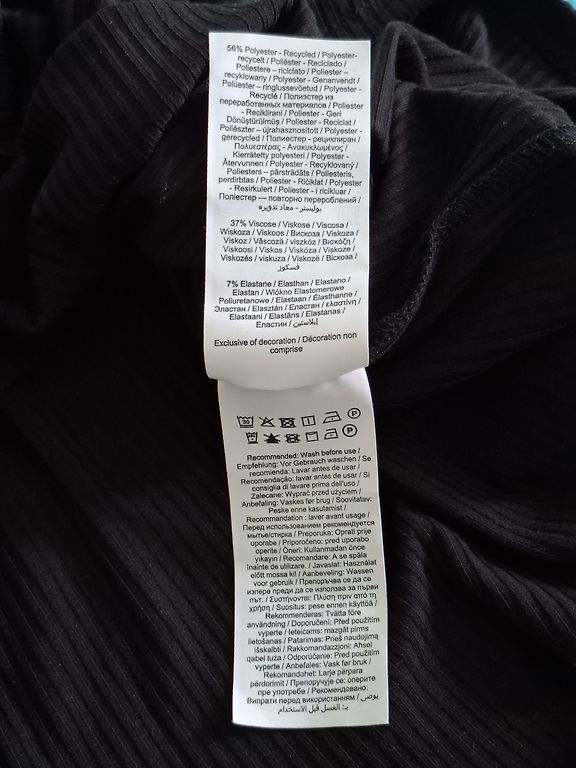 56% Polyester - Recycled / Polyester-
recycelt / Poliéster - Reciclado /
Poliestere – riciclato / Poliester –
recyklowany / Polyester - Genanvendt /
Polüester – ringlussevõetud / Polyester -
Recyclé / Полиэстер из
переработанных материалов / Poliester
- Reciklirani / Polyester - Geri
Dönüştürülmüş / Poliester - Reciclat /
Poliészter – újrahasznosított / Polyester -
gerecycled / Полиестер - рециклиран /
Πολυεστέρας - Ανακυκλωμένος /
Kierrätetty polyesteri / Polyester -
Återvunnen / Polyester - Recyklovaný /
Poliesters – pārstrādāts / Poliesteris,
perdirbtas / Poliester - Riċiklat / Polyester
- Resirkulert / Poliester - i ricikluar /
Поліестер — повторно перероблений /
بوليستر - معاد تدويره
37% Viscose / Viskose / Viscosa /
Wiskoza / Viskoos / Вискоза / Viskoza /
Viskoz / Vâscoză / viszkóz / Βισκόζη /
Viskoosi / Viskos / Viskóza / Viskoze /
Viskozės / viskuza / Viskozë / Віскоза /
فسكوز
7% Elastane / Elasthan / Elastano /
Elastan / Włókno Elastomerowe /
Poliuretanowe / Elastaan / Élasthanne /
Эластан / Elasztán / Еластан / ελαστίνη /
Elastaani / Elastāns / Elastanas /
Еластин / إيلاستين
Exclusive of decoration / Décoration non
comprise
30 P
P
Recommended: Wash before use /
Empfehlung: Vor Gebrauch waschen / Se
recomienda: Lavar antes de usar /
Recomendação: lavar antes de usar / Si
consiglia di lavare prima dell'uso /
Zalecane: Wyprać przed użyciem /
Anbefaling: Vaskes før brug / Soovitatav:
Peske enne kasutamist /
Recommandation : laver avant usage /
Перед использованием рекомендуется
мытье/стирка / Preporuka: Oprati prije
uporabe / Priporočeno: pred uporabo
operite / Öneri: Kullanmadan önce
yıkayın / Recomandare: A se spăla
înainte de utilizare. / Javaslat: Használat
előtt mossa ki! / Aanbeveling: Wassen
voor gebruik / Препоръчва се да се
изпере преди да се използва за първи
път. / Συστήνονται: Πλύση πριν από τη
χρήση / Suositus: pese ennen käyttöä /
Rekommenderas: Tvätta före
användning / Doporučení: Před použitím
vyperte / Ieteicams: mazgāt pirms
lietošanas / Patarimas: Prieš naudojimą
išskalbti / Rakkomandazzjoni: Aħsel
qabel tuża / Odporúčanie: Pred použitím
vyperte / Anbefales: Vask før bruk /
Rekomandohet: Larje përpara
përdorimit / Препорачуje се: оперите
пре употребе / Рекомендовано:
Випрати перед використанням / يوصى
بـ: الغسل قبل الاستخدام